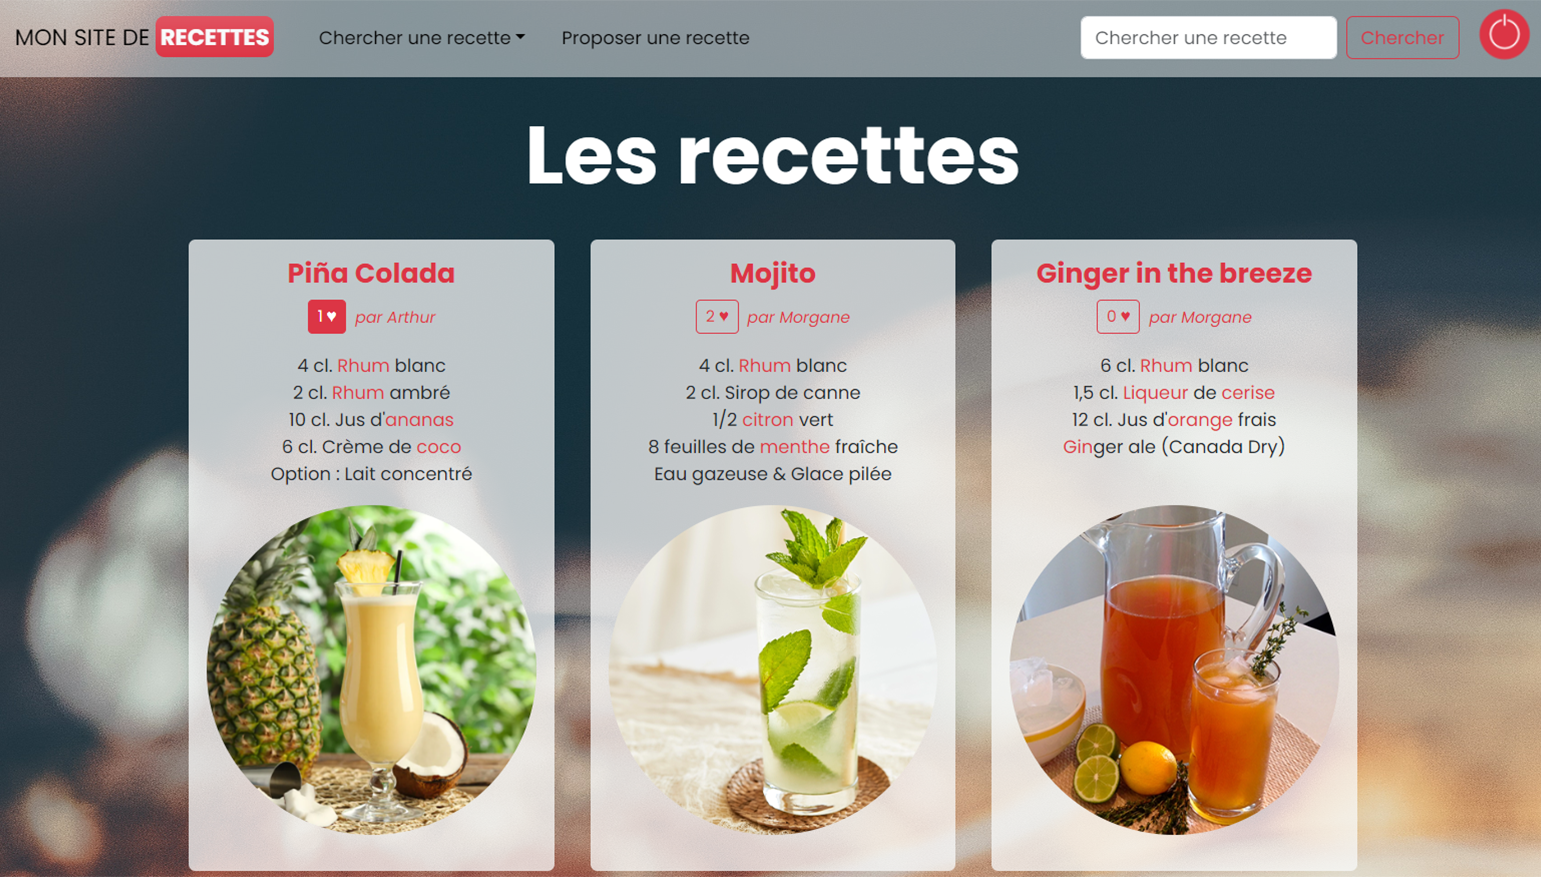 MON SITE DE RECETTES
Chercher une recette
Proposer une recette
Chercher une recette
Chercher
Les recettes
Piña Colada
1 ♥ par Arthur
4 cl. Rhum blanc
2 cl. Rhum ambré
10 cl. Jus d'ananas
6 cl. Crème de coco
Option : Lait concentré
Mojito
2 ♥ par Morgane
4 cl. Rhum blanc
2 cl. Sirop de canne
1/2 citron vert
8 feuilles de menthe fraîche
Eau gazeuse & Glace pilée
Ginger in the breeze
0 ♥ par Morgane
6 cl. Rhum blanc
1,5 cl. Liqueur de cerise
12 cl. Jus d'orange frais
Ginger ale (Canada Dry)